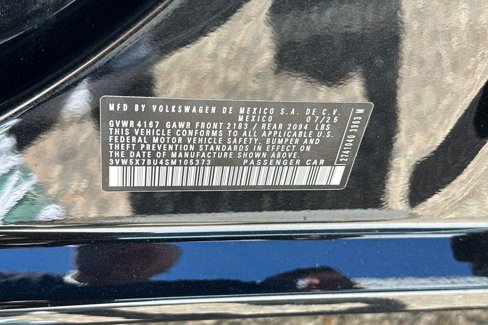 MFD BY VOLKSWAGEN DE MEXICO S.A. DE C.V.
MEXICO 07/25
GVWR 4167 GAWR FRONT 2183 / REAR 2094 LBS
THIS VEHICLE CONFORMS TO ALL APPLICABLE U.S.
FEDERAL MOTOR VEHICLE SAFETY, BUMPER AND
THEFT PREVENTION STANDARDS IN EFFECT ON THE
DATE OF MANUFACTURE SHOWN ABOVE
3VW5X7BU4SM105373 PASSENGER CAR